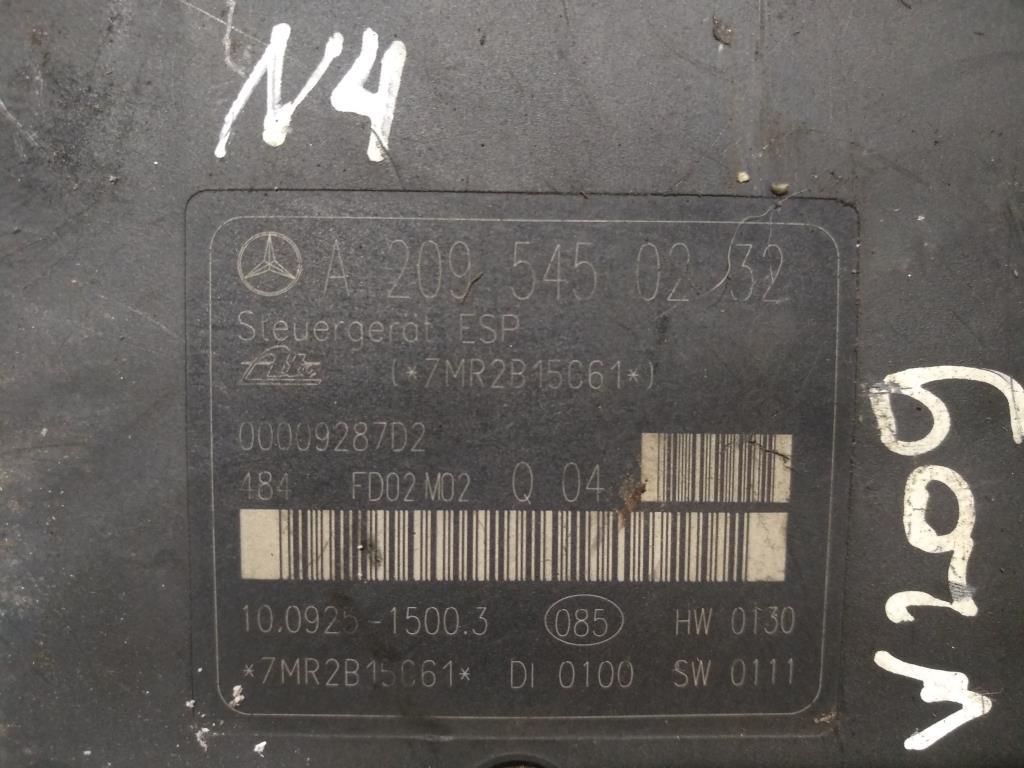 N4
A 209 545 02 32
Steuergerät ESP
Ate (*7MR2B15C61*)
00009287D2
484 FD02 M02 Q 04
10.0925-1500.3 085 HW 0130
*7MR2B15C61* DI 0100 SW 0111